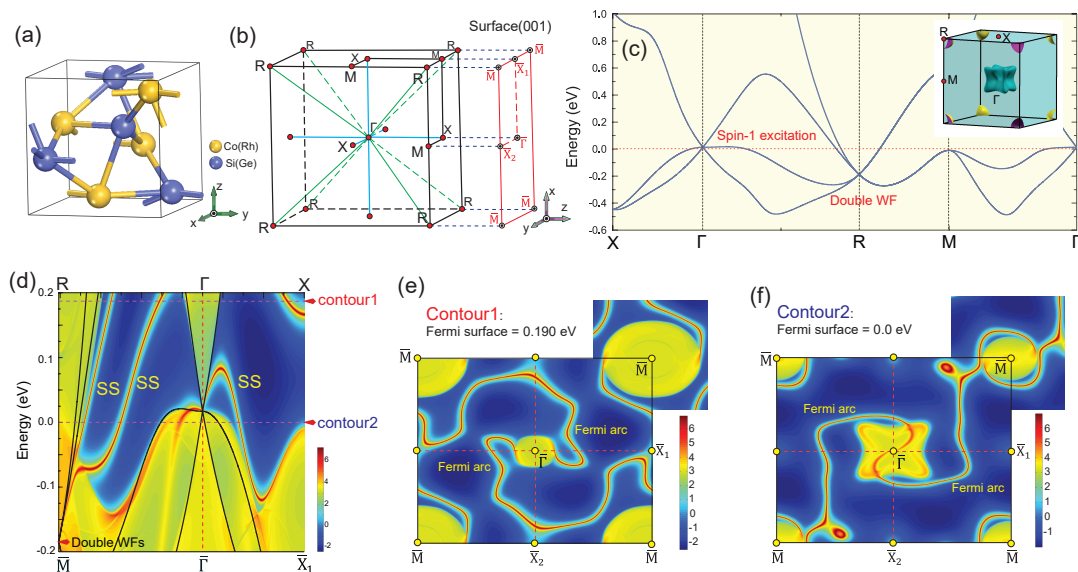 (a)
Co(Rh)
Si(Ge)
z
x
y
(b)
Surface(001)
R
R
X
M
M̅
R
M
R
M̅
X̅₁
Γ
X
X
M
Γ̅
X̅₂
R
R
R
R
M̅
M̅
x
z
y
(c)
1.0
0.8
0.6
0.4
0.2
0.0
-0.2
-0.4
-0.6
Energy (eV)
Spin-1 excitation
Double WF
X
Γ
R
M
Γ
R
X
M
Γ
(d)
R
Γ
X
0.2
0.1
0.0
-0.1
-0.2
Energy (eV)
contour1
contour2
SS
SS
SS
Double WFs
8
6
4
2
0
-2
M̅
Γ̅
X̅₁
(e)
Contour1:
Fermi surface = 0.190 eV
M̅
M̅
Fermi arc
Fermi arc
Γ̅
X̅₁
M̅
X̅₂
M̅
6
5
4
3
2
1
0
-1
-2
(f)
Contour2:
Fermi surface = 0.0 eV
M̅
M̅
Fermi arc
Fermi arc
Γ̅
X̅₁
M̅
X̅₂
M̅
6
5
4
3
2
1
0
-1
-2